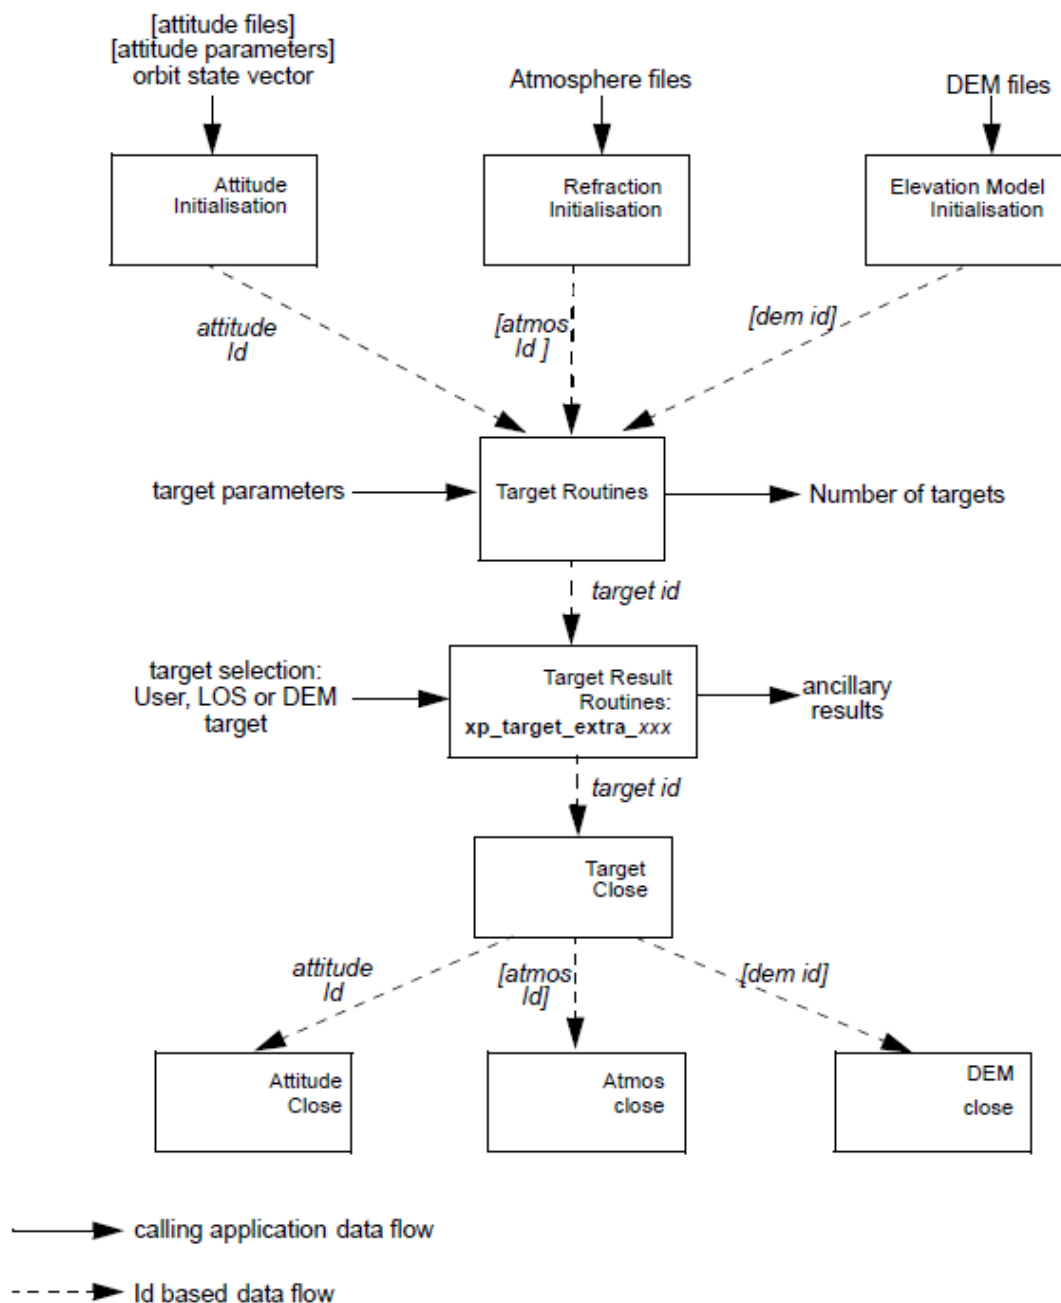 [attitude files]
[attitude parameters]
orbit state vector
Atmosphere files
DEM files
Attitude
Initialisation
Refraction
Initialisation
Elevation Model
Initialisation
attitude
Id
[atmos
Id ]
[dem id]
target parameters
Target Routines
Number of targets
target id
target selection:
User, LOS or DEM
target
Target Result
Routines:
xp_target_extra_xxx
ancillary
results
target id
Target
Close
attitude
Id
[atmos
Id]
[dem id]
Attitude
Close
Atmos
close
DEM
close
calling application data flow
Id based data flow